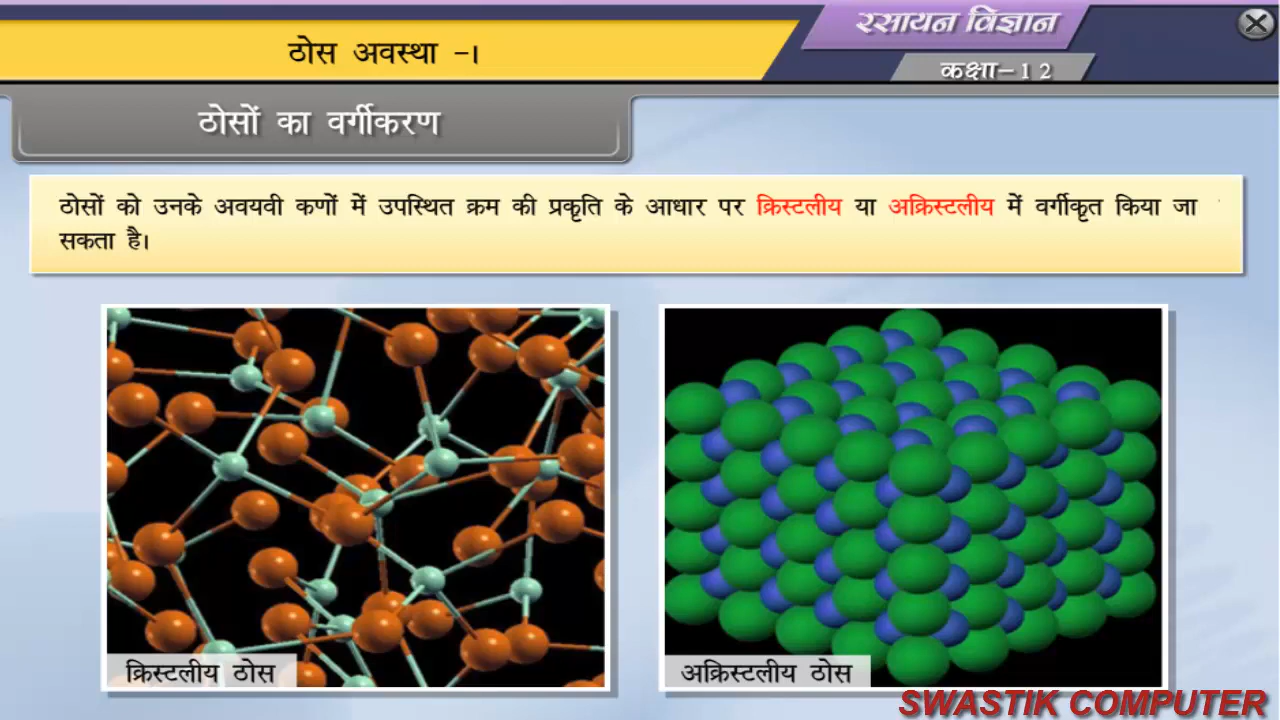 रसायन विज्ञान
ठोस अवस्था -I
कक्षा-12
ठोसों का वर्गीकरण
ठोसों को उनके अवयवी कणों में उपस्थित क्रम की प्रकृति के आधार पर क्रिस्टलीय या अक्रिस्टलीय में वर्गीकृत किया जा
सकता है।
क्रिस्टलीय ठोस
अक्रिस्टलीय ठोस
SWASTIK COMPUTER